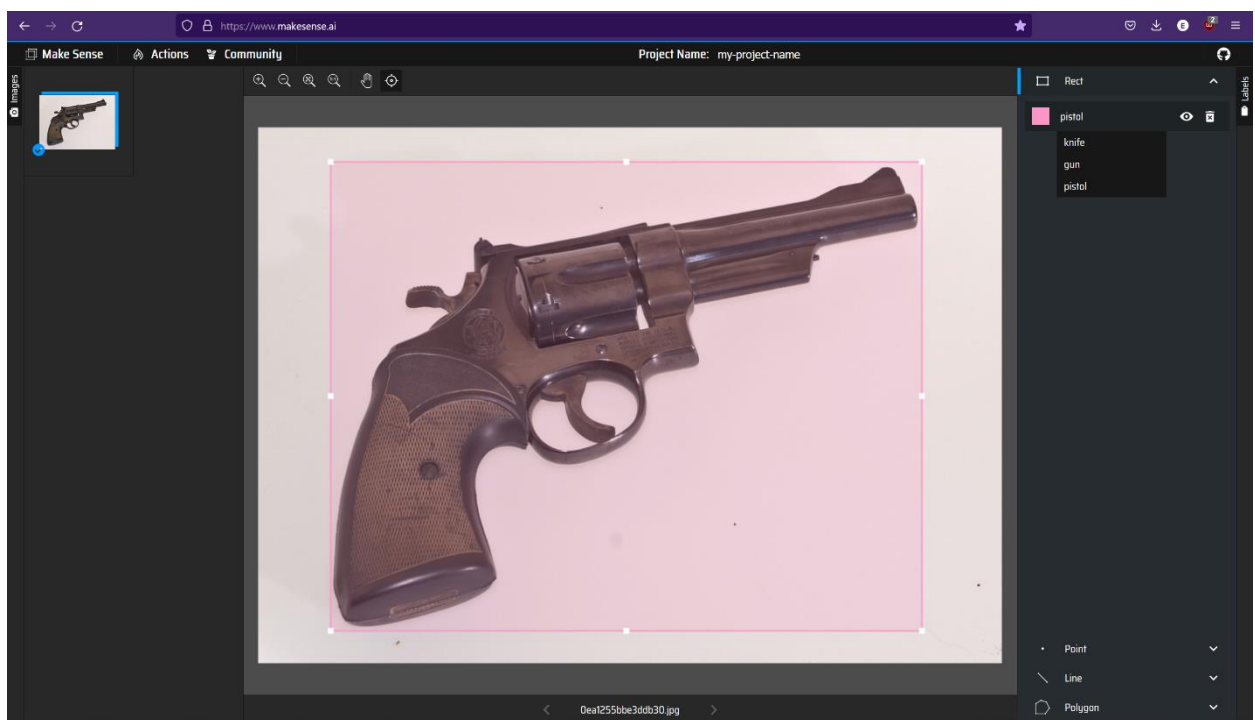 https://www.makesense.ai
2
Make Sense
Actions
Community
Project Name: my-project-name
Images
Labels
Rect
pistol
knife
gun
pistol
Point
Line
Polygon
0ea1255bbe3ddb30.jpg